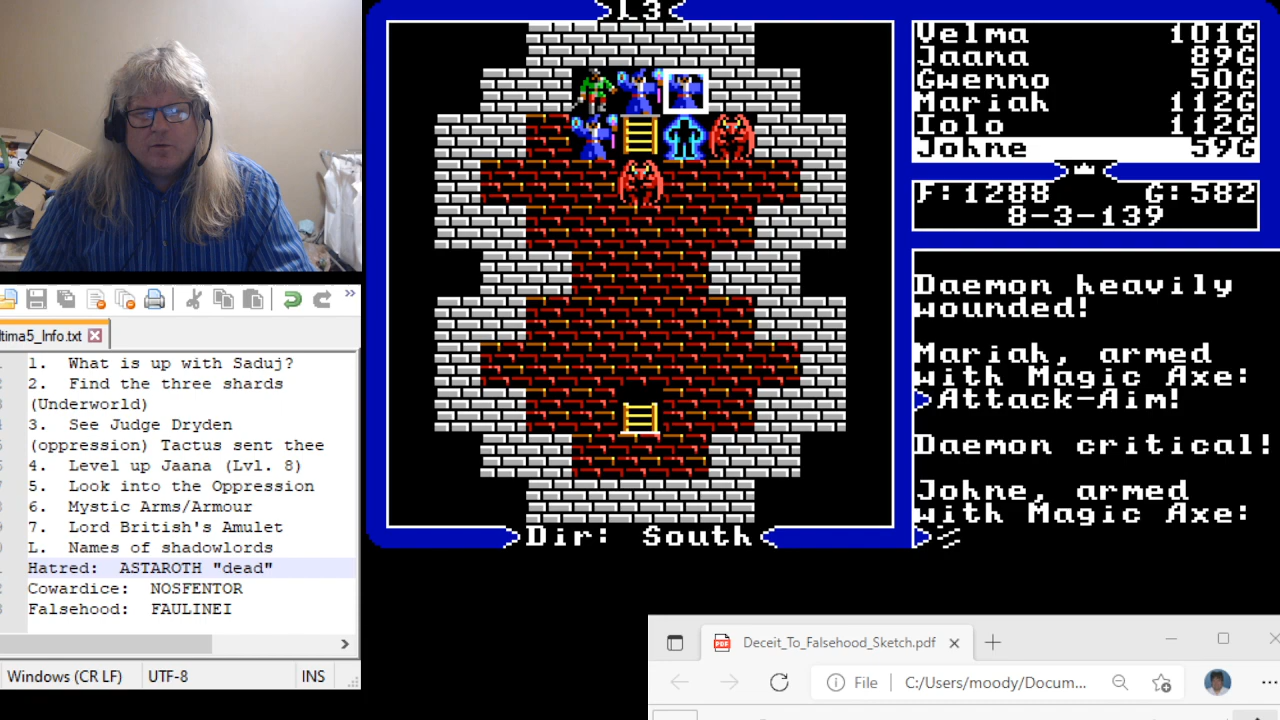 L3
Velma 101G
Jaana 89G
Gwenno 50G
Mariak 112G
Iolo 112G
Johne 59G
F:1288 G:582
8-3-139
Daemon heavily
wounded!
Mariah, armed
with Magic Axe:
Attack-Aim!
Daemon critical!
Johne, armed
with Magic Axe:
Dir: South
tima5_Info.txt
1. What is up with Saduj?
2. Find the three shards
(Underworld)
3. See Judge Dryden
(oppression) Tactus sent thee
4. Level up Jaana (Lvl. 8)
5. Look into the Oppression
6. Mystic Arms/Armour
7. Lord British's Amulet
L. Names of shadowlords
Hatred: ASTAROTH "dead"
Cowardice: NOSFENTOR
Falsehood: FAULINEI
Windows (CR LF) UTF-8 INS
Deceit_To_Falsehood_Sketch.pdf
File C:/Users/moody/Docum...